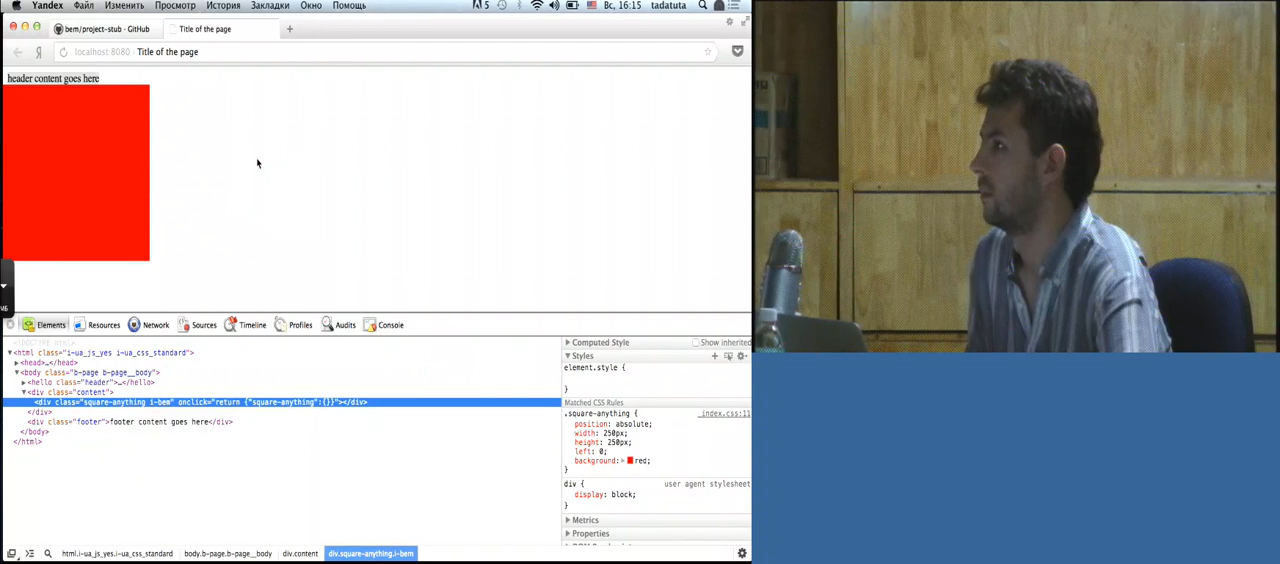 Yandex Файл Изменить Просмотр История Закладки Окно Помощь 5 Вс, 16:15 tadatuta
bem/project-stub · GitHub Title of the page
Я localhost:8080 · Title of the page
header content goes here
Elements Resources Network Sources Timeline Profiles Audits Console
<!DOCTYPE html>
<html class="i-ua_js_yes i-ua_css_standard">
<head>…</head>
<body class="b-page b-page__body">
<hello class="header">…</hello>
<div class="content">
<div class="square-anything i-bem" onclick="return {"square-anything":{}}"></div>
</div>
<div class="footer">footer content goes here</div>
</body>
</html>
Computed Style Show inherited
Styles
element.style {
}
Matched CSS Rules
.square-anything { _index.css:11
position: absolute;
width: 250px;
height: 250px;
left: 0;
background: red;
}
div { user agent stylesheet
display: block;
}
Metrics
Properties
html.i-ua_js_yes.i-ua_css_standard body.b-page.b-page__body div.content div.square-anything.i-bem